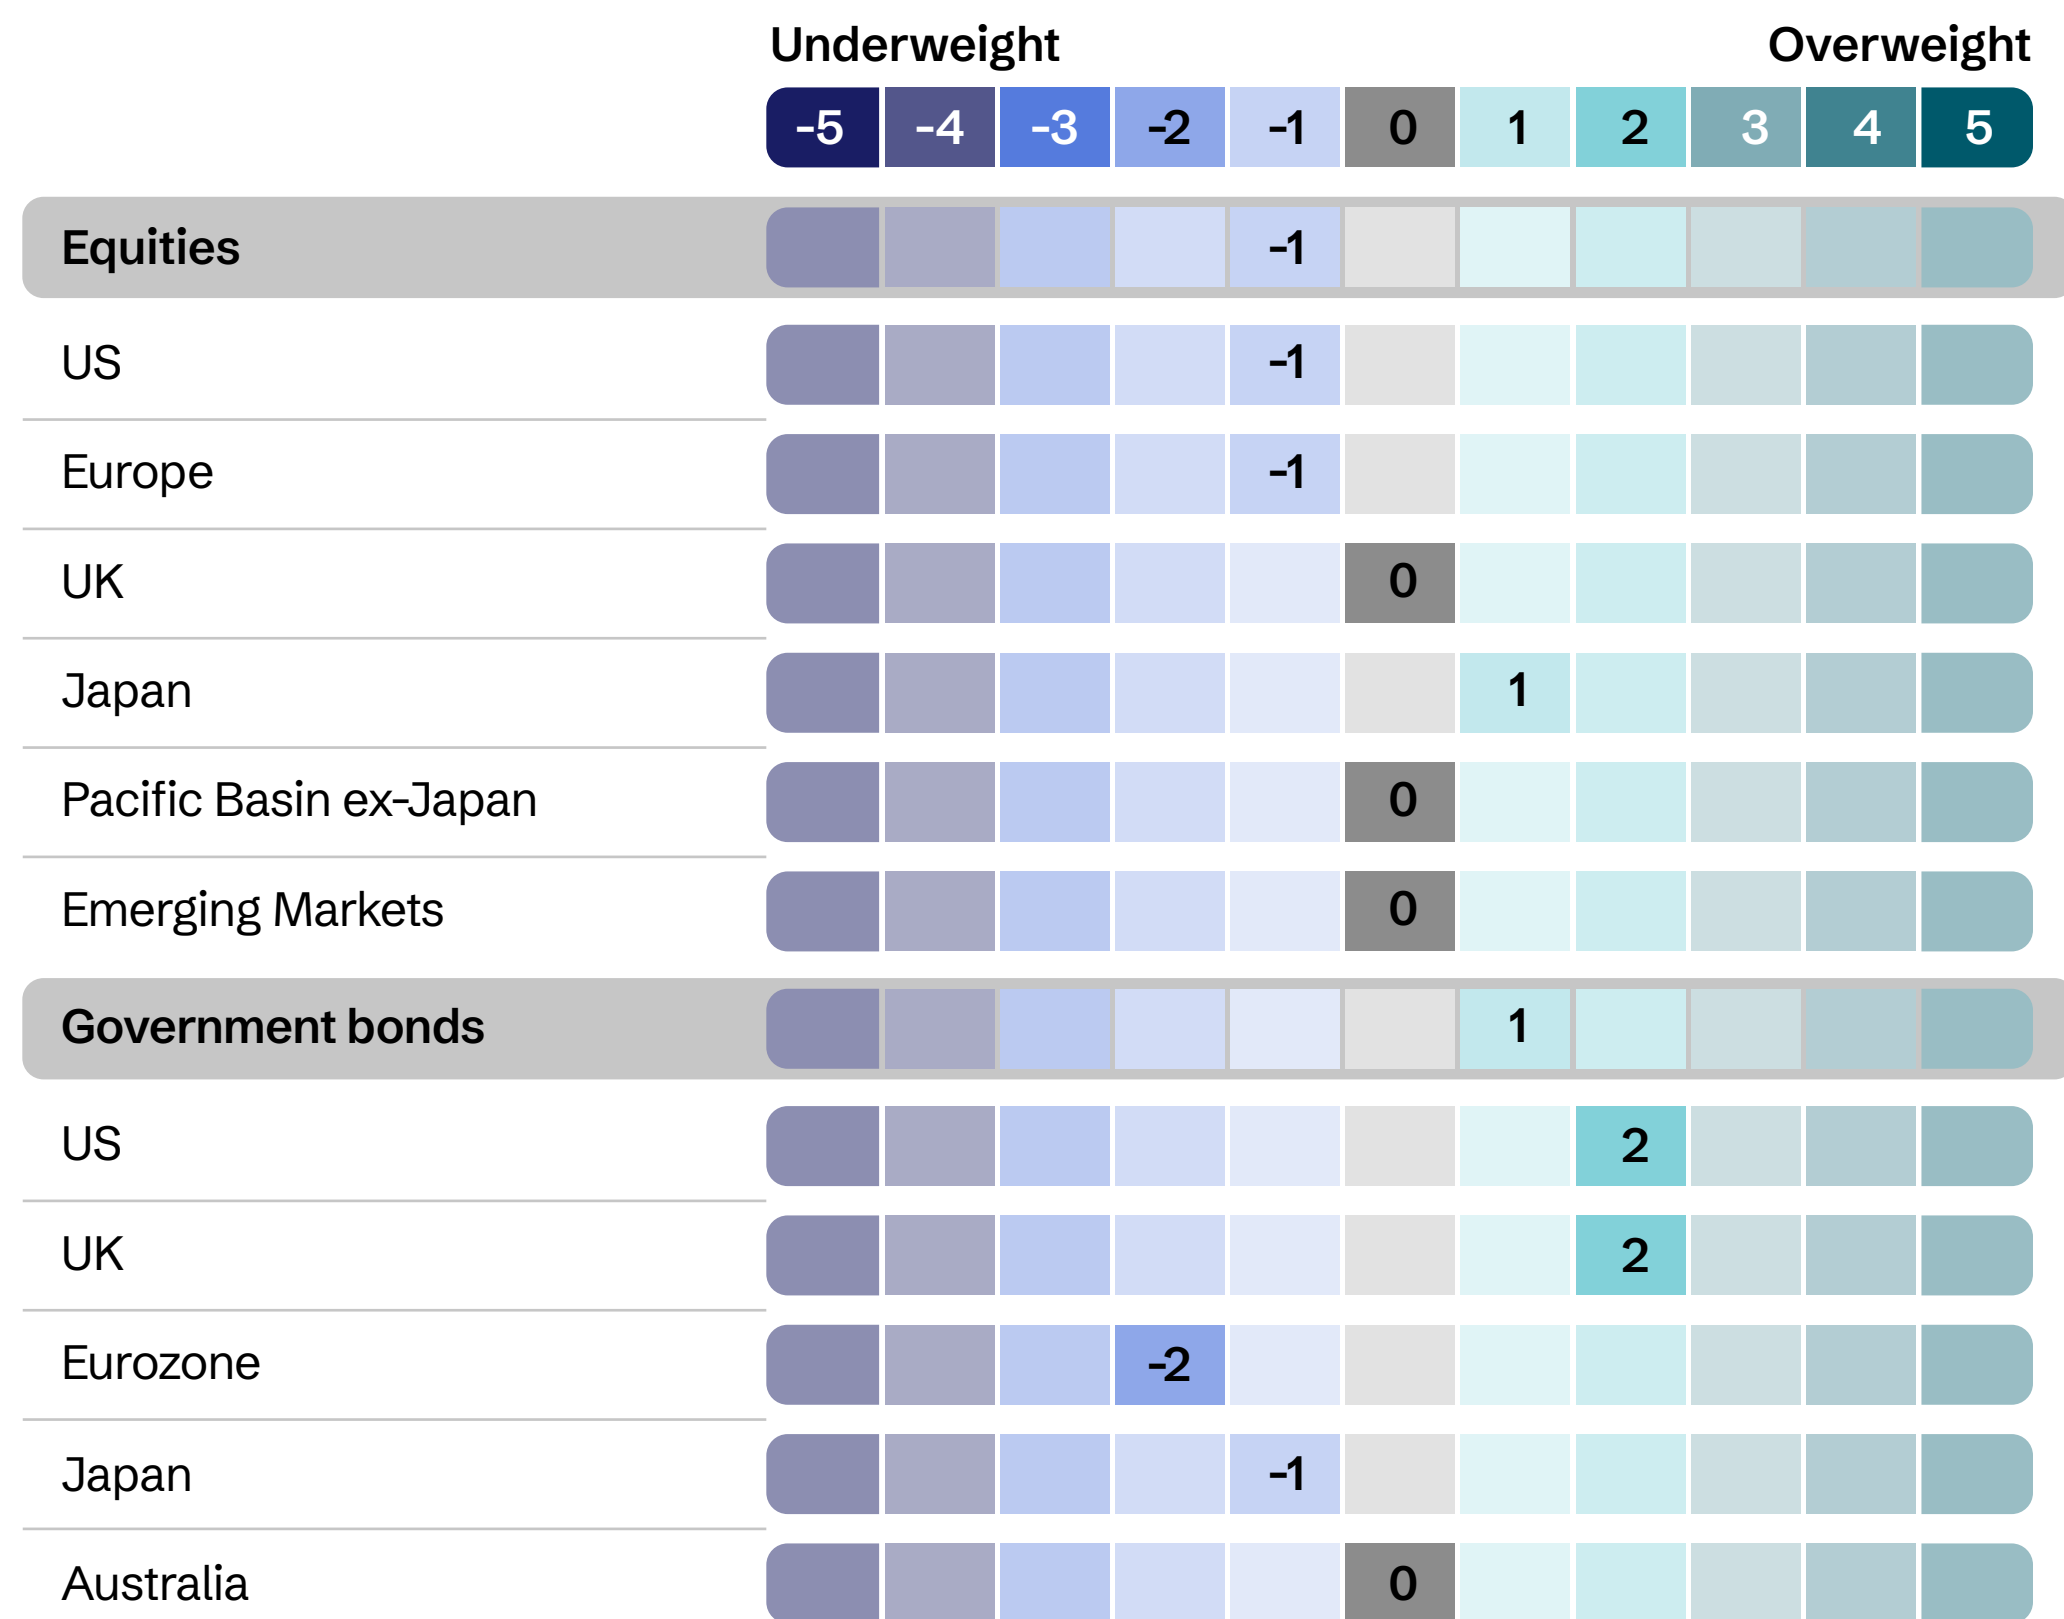 Underweight Overweight
-5 -4 -3 -2 -1 0 1 2 3 4 5
Equities -1
US -1
Europe -1
UK 0
Japan 1
Pacific Basin ex-Japan 0
Emerging Markets 0
Government bonds 1
US 2
UK 2
Eurozone -2
Japan -1
Australia 0